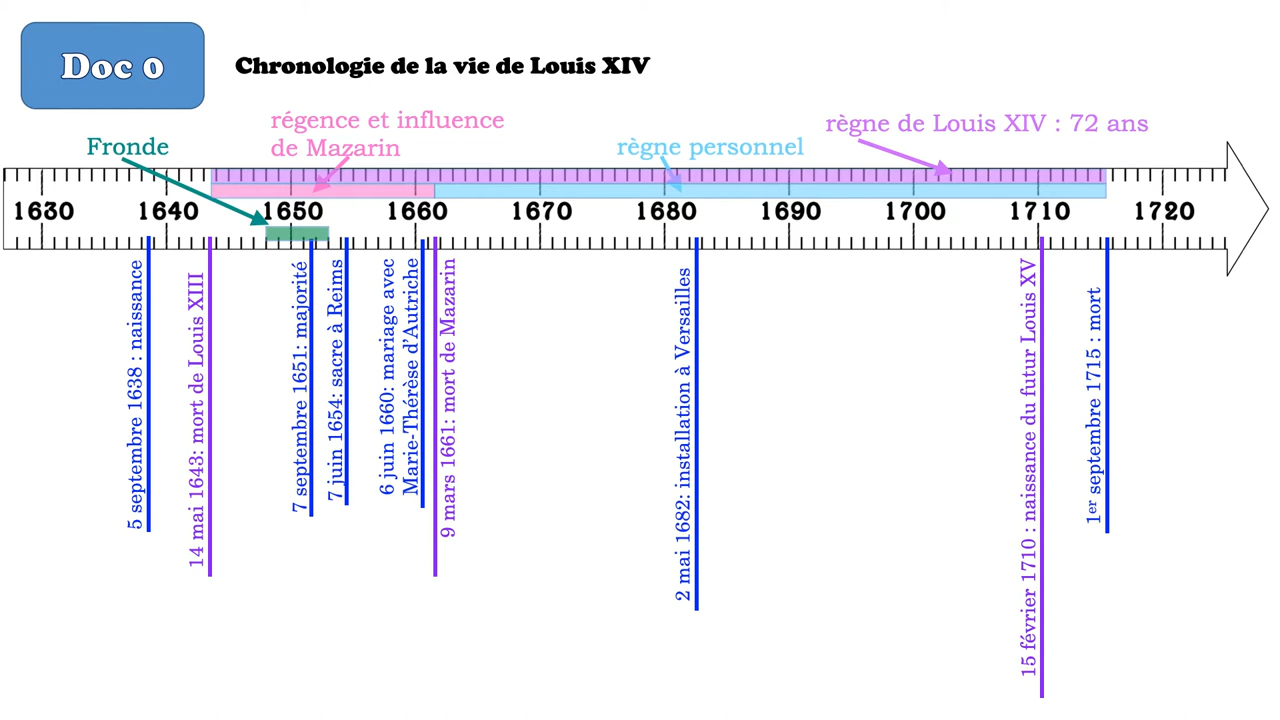 Doc 0
Chronologie de la vie de Louis XIV
régence et influence
de Mazarin
règne de Louis XIV : 72 ans
Fronde
règne personnel
1630 1640 1650 1660 1670 1680 1690 1700 1710 1720
5 septembre 1638 : naissance
14 mai 1643: mort de Louis XIII
7 septembre 1651: majorité
7 juin 1654: sacre à Reims
6 juin 1660: mariage avec
Marie-Thérèse d'Autriche
9 mars 1661: mort de Mazarin
2 mai 1682: installation à Versailles
15 février 1710 : naissance du futur Louis XV
1er septembre 1715 : mort